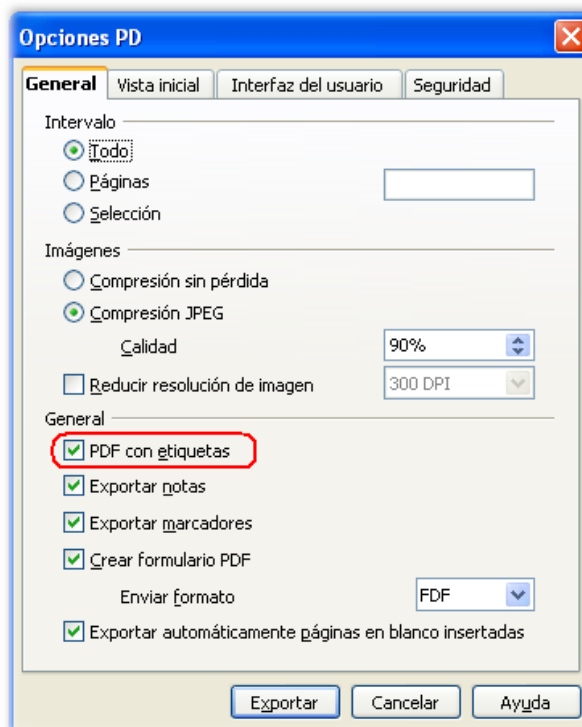 Opciones PD
General Vista inicial Interfaz del usuario Seguridad
Intervalo
Todo
Páginas
Selección
Imágenes
Compresión sin pérdida
Compresión JPEG
Calidad 90%
Reducir resolución de imagen 300 DPI
General
PDF con etiquetas
Exportar notas
Exportar marcadores
Crear formulario PDF
Enviar formato FDF
Exportar automáticamente páginas en blanco insertadas
Exportar Cancelar Ayuda